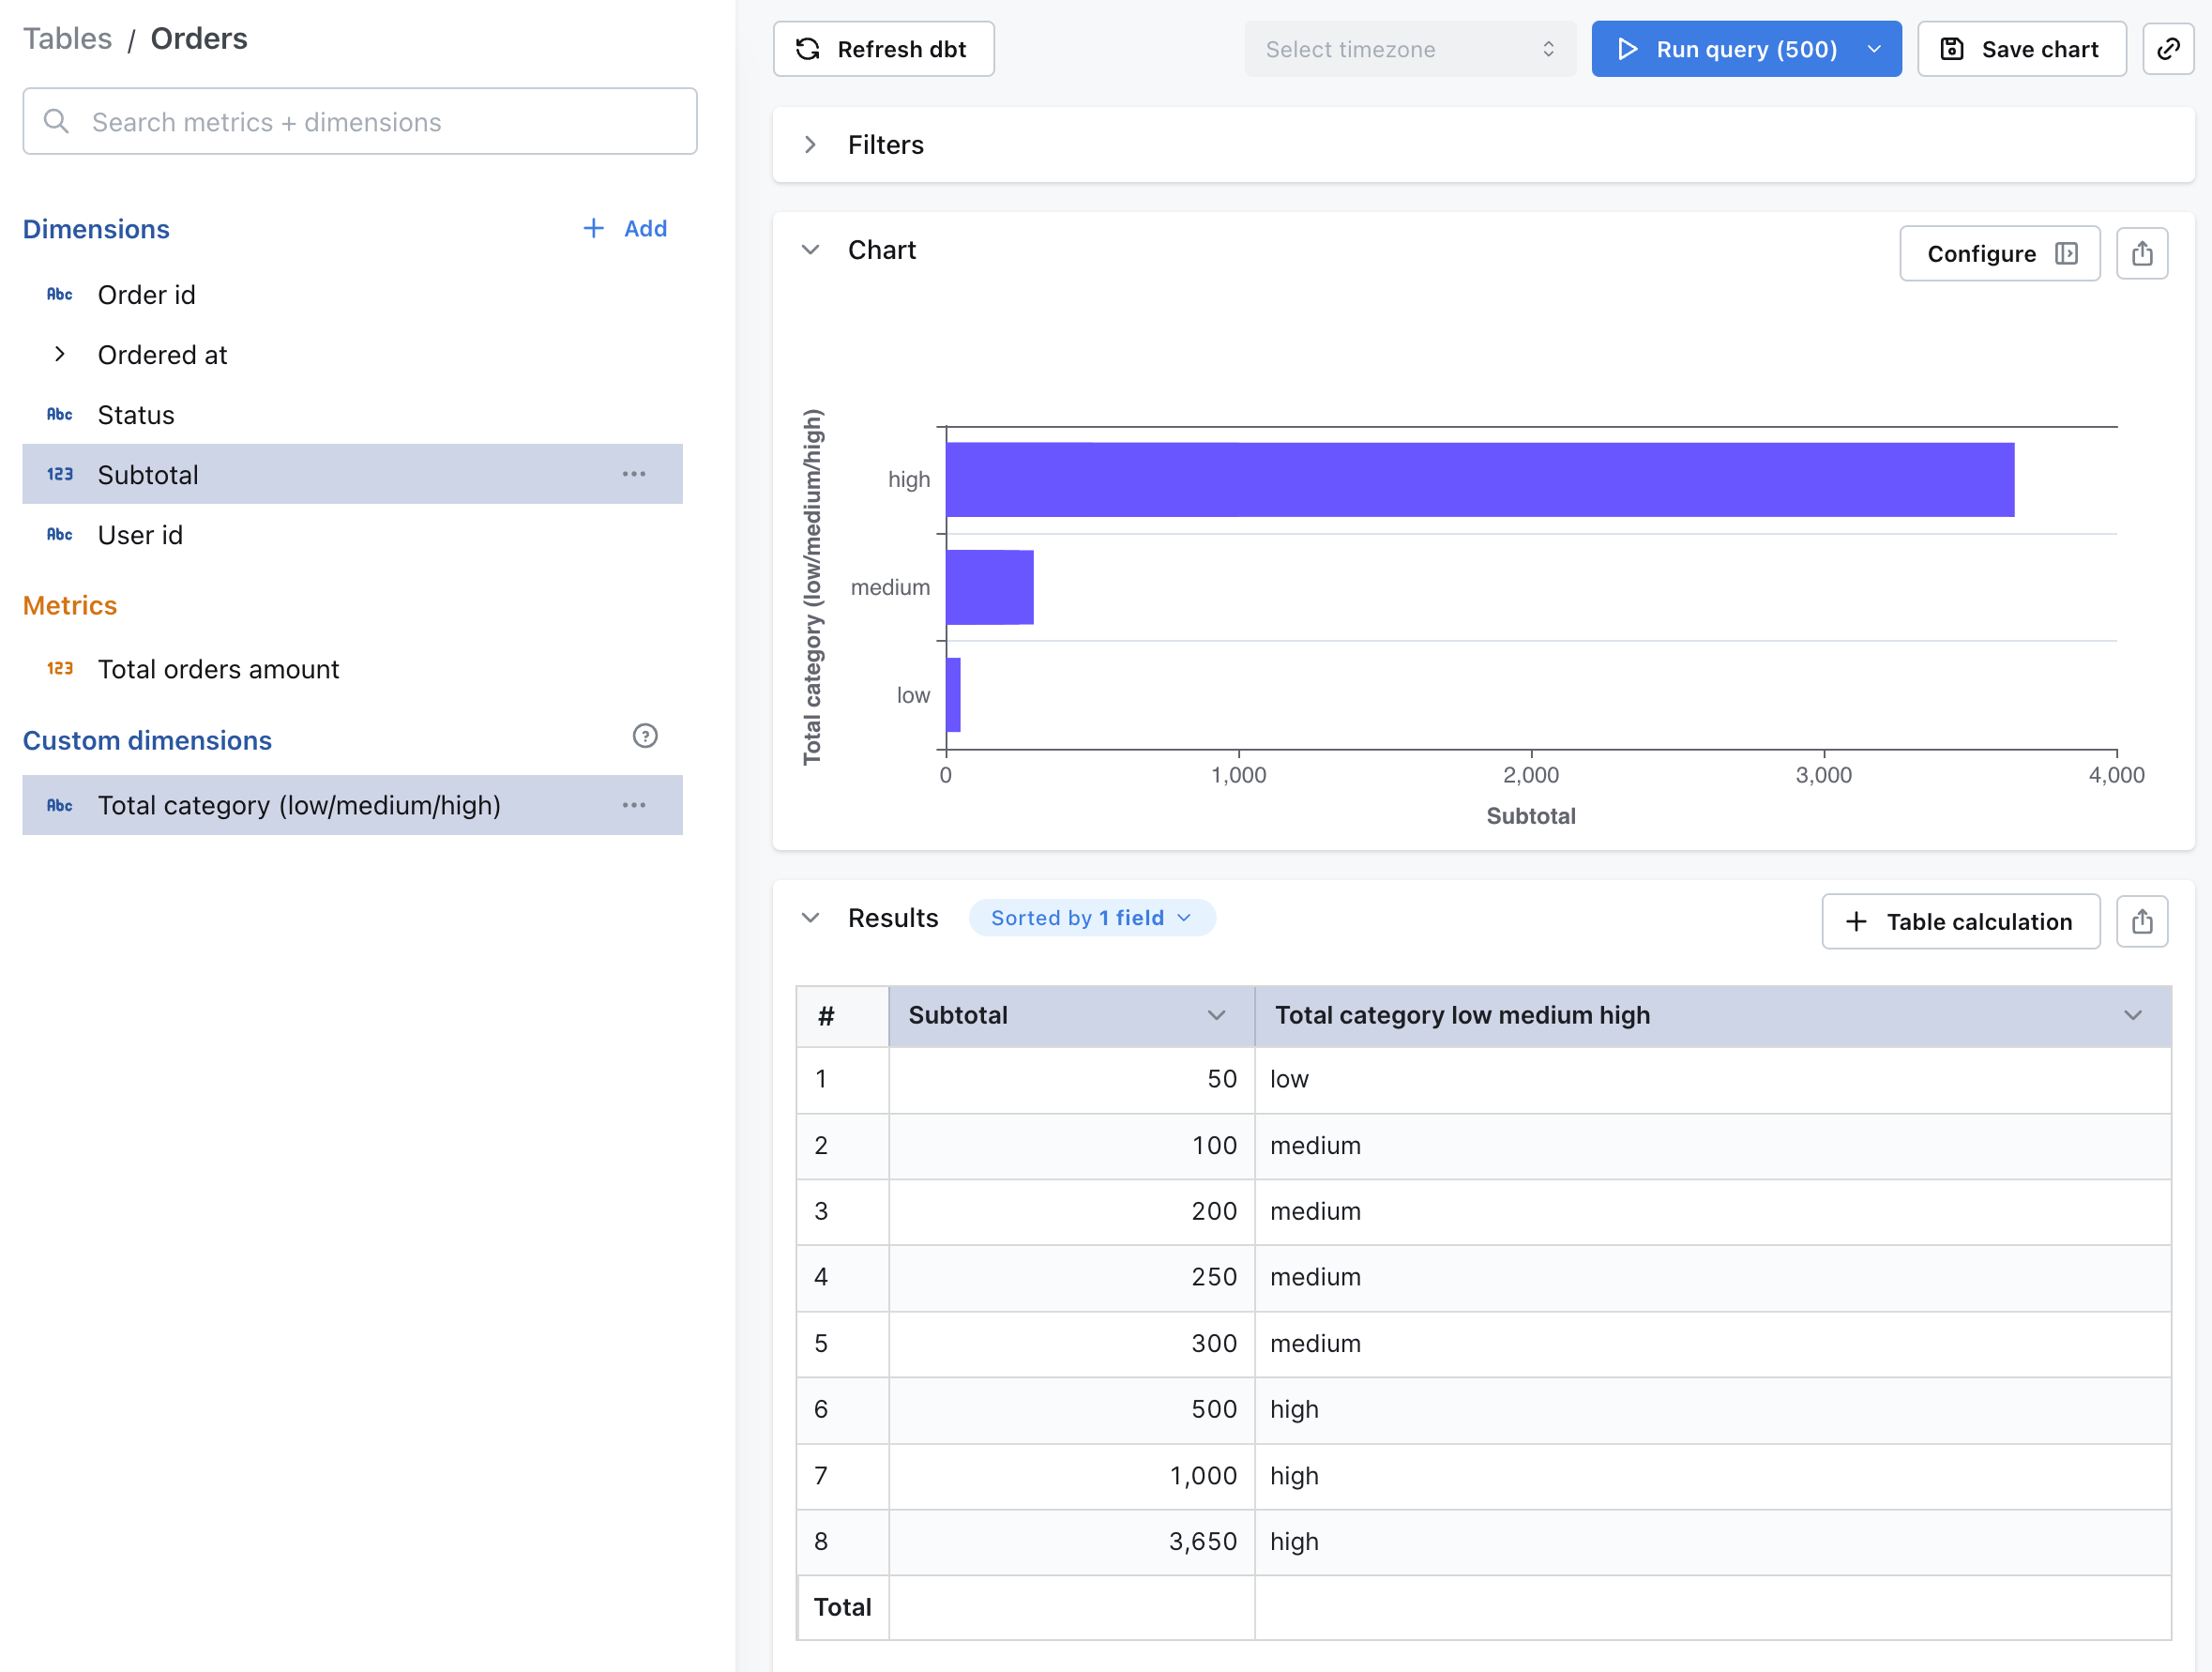 Tables / Orders
Search metrics + dimensions
Dimensions
Add
Abc Order id
Ordered at
Abc Status
123 Subtotal
Abc User id
Metrics
123 Total orders amount
Custom dimensions
?
Abc Total category (low/medium/high)
Refresh dbt
Select timezone
Run query (500)
Save chart
Filters
Chart
Configure
Total category (low/medium/high)
high
medium
low
0 1,000 2,000 3,000 4,000
Subtotal
Results
Sorted by 1 field
+ Table calculation
# Subtotal Total category low medium high
1 50 low
2 100 medium
3 200 medium
4 250 medium
5 300 medium
6 500 high
7 1,000 high
8 3,650 high
Total